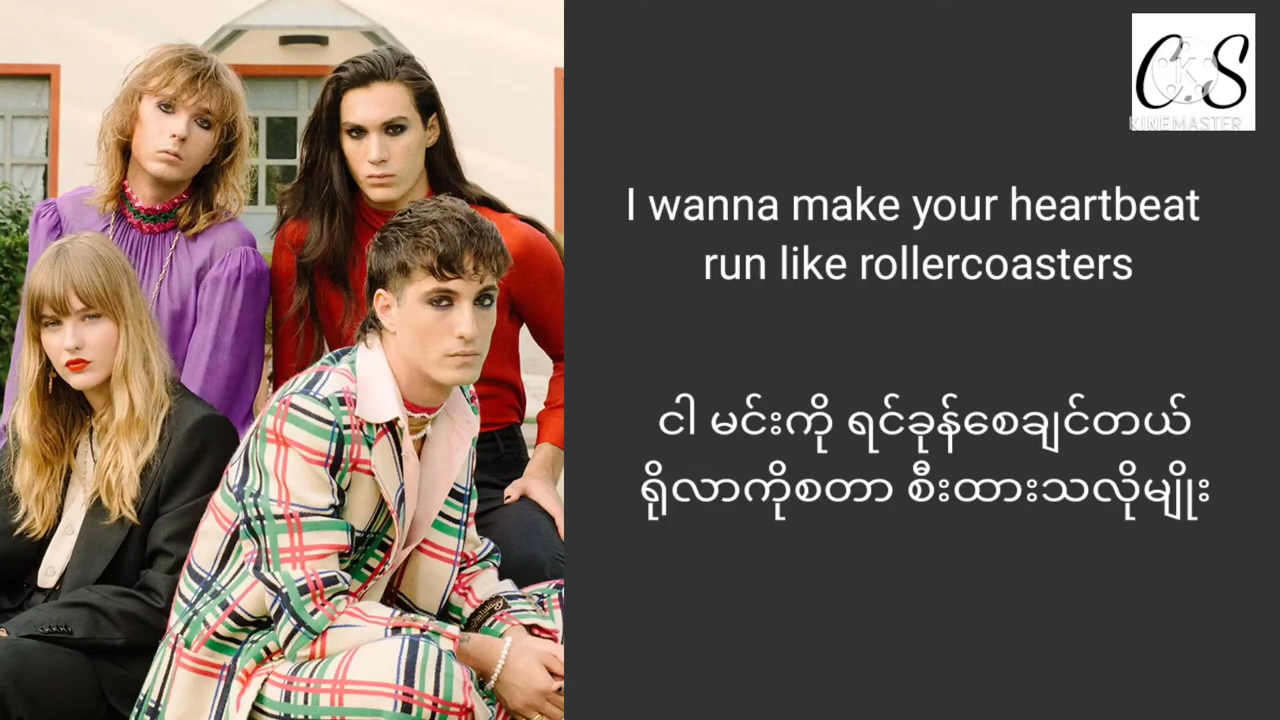 CS
KINEMASTER
I wanna make your heartbeat
run like rollercoasters
ငါ မင်းကို ရင်ခုန်စေချင်တယ်
ရိုလာကိုစတာ စီးထားသလိုမျိုး